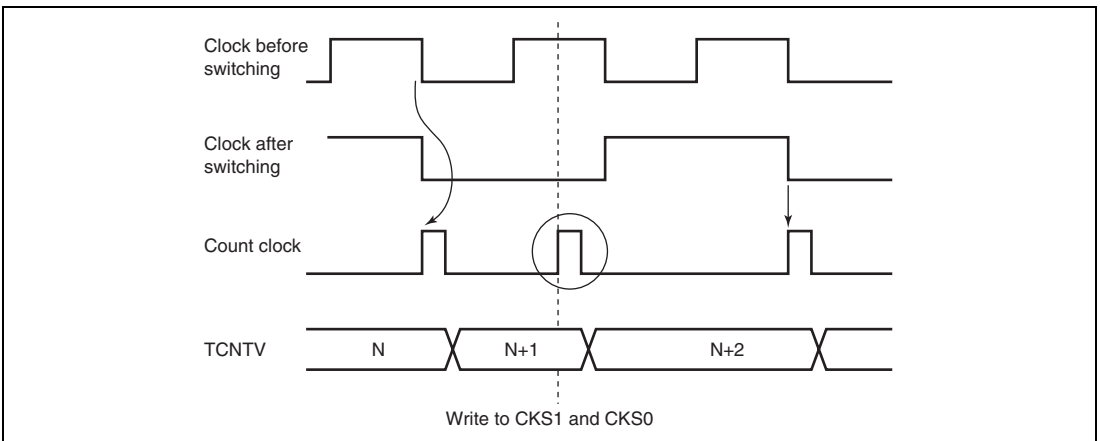 Clock before
switching
Clock after
switching
Count clock
TCNTV
N
N+1
N+2
Write to CKS1 and CKS0